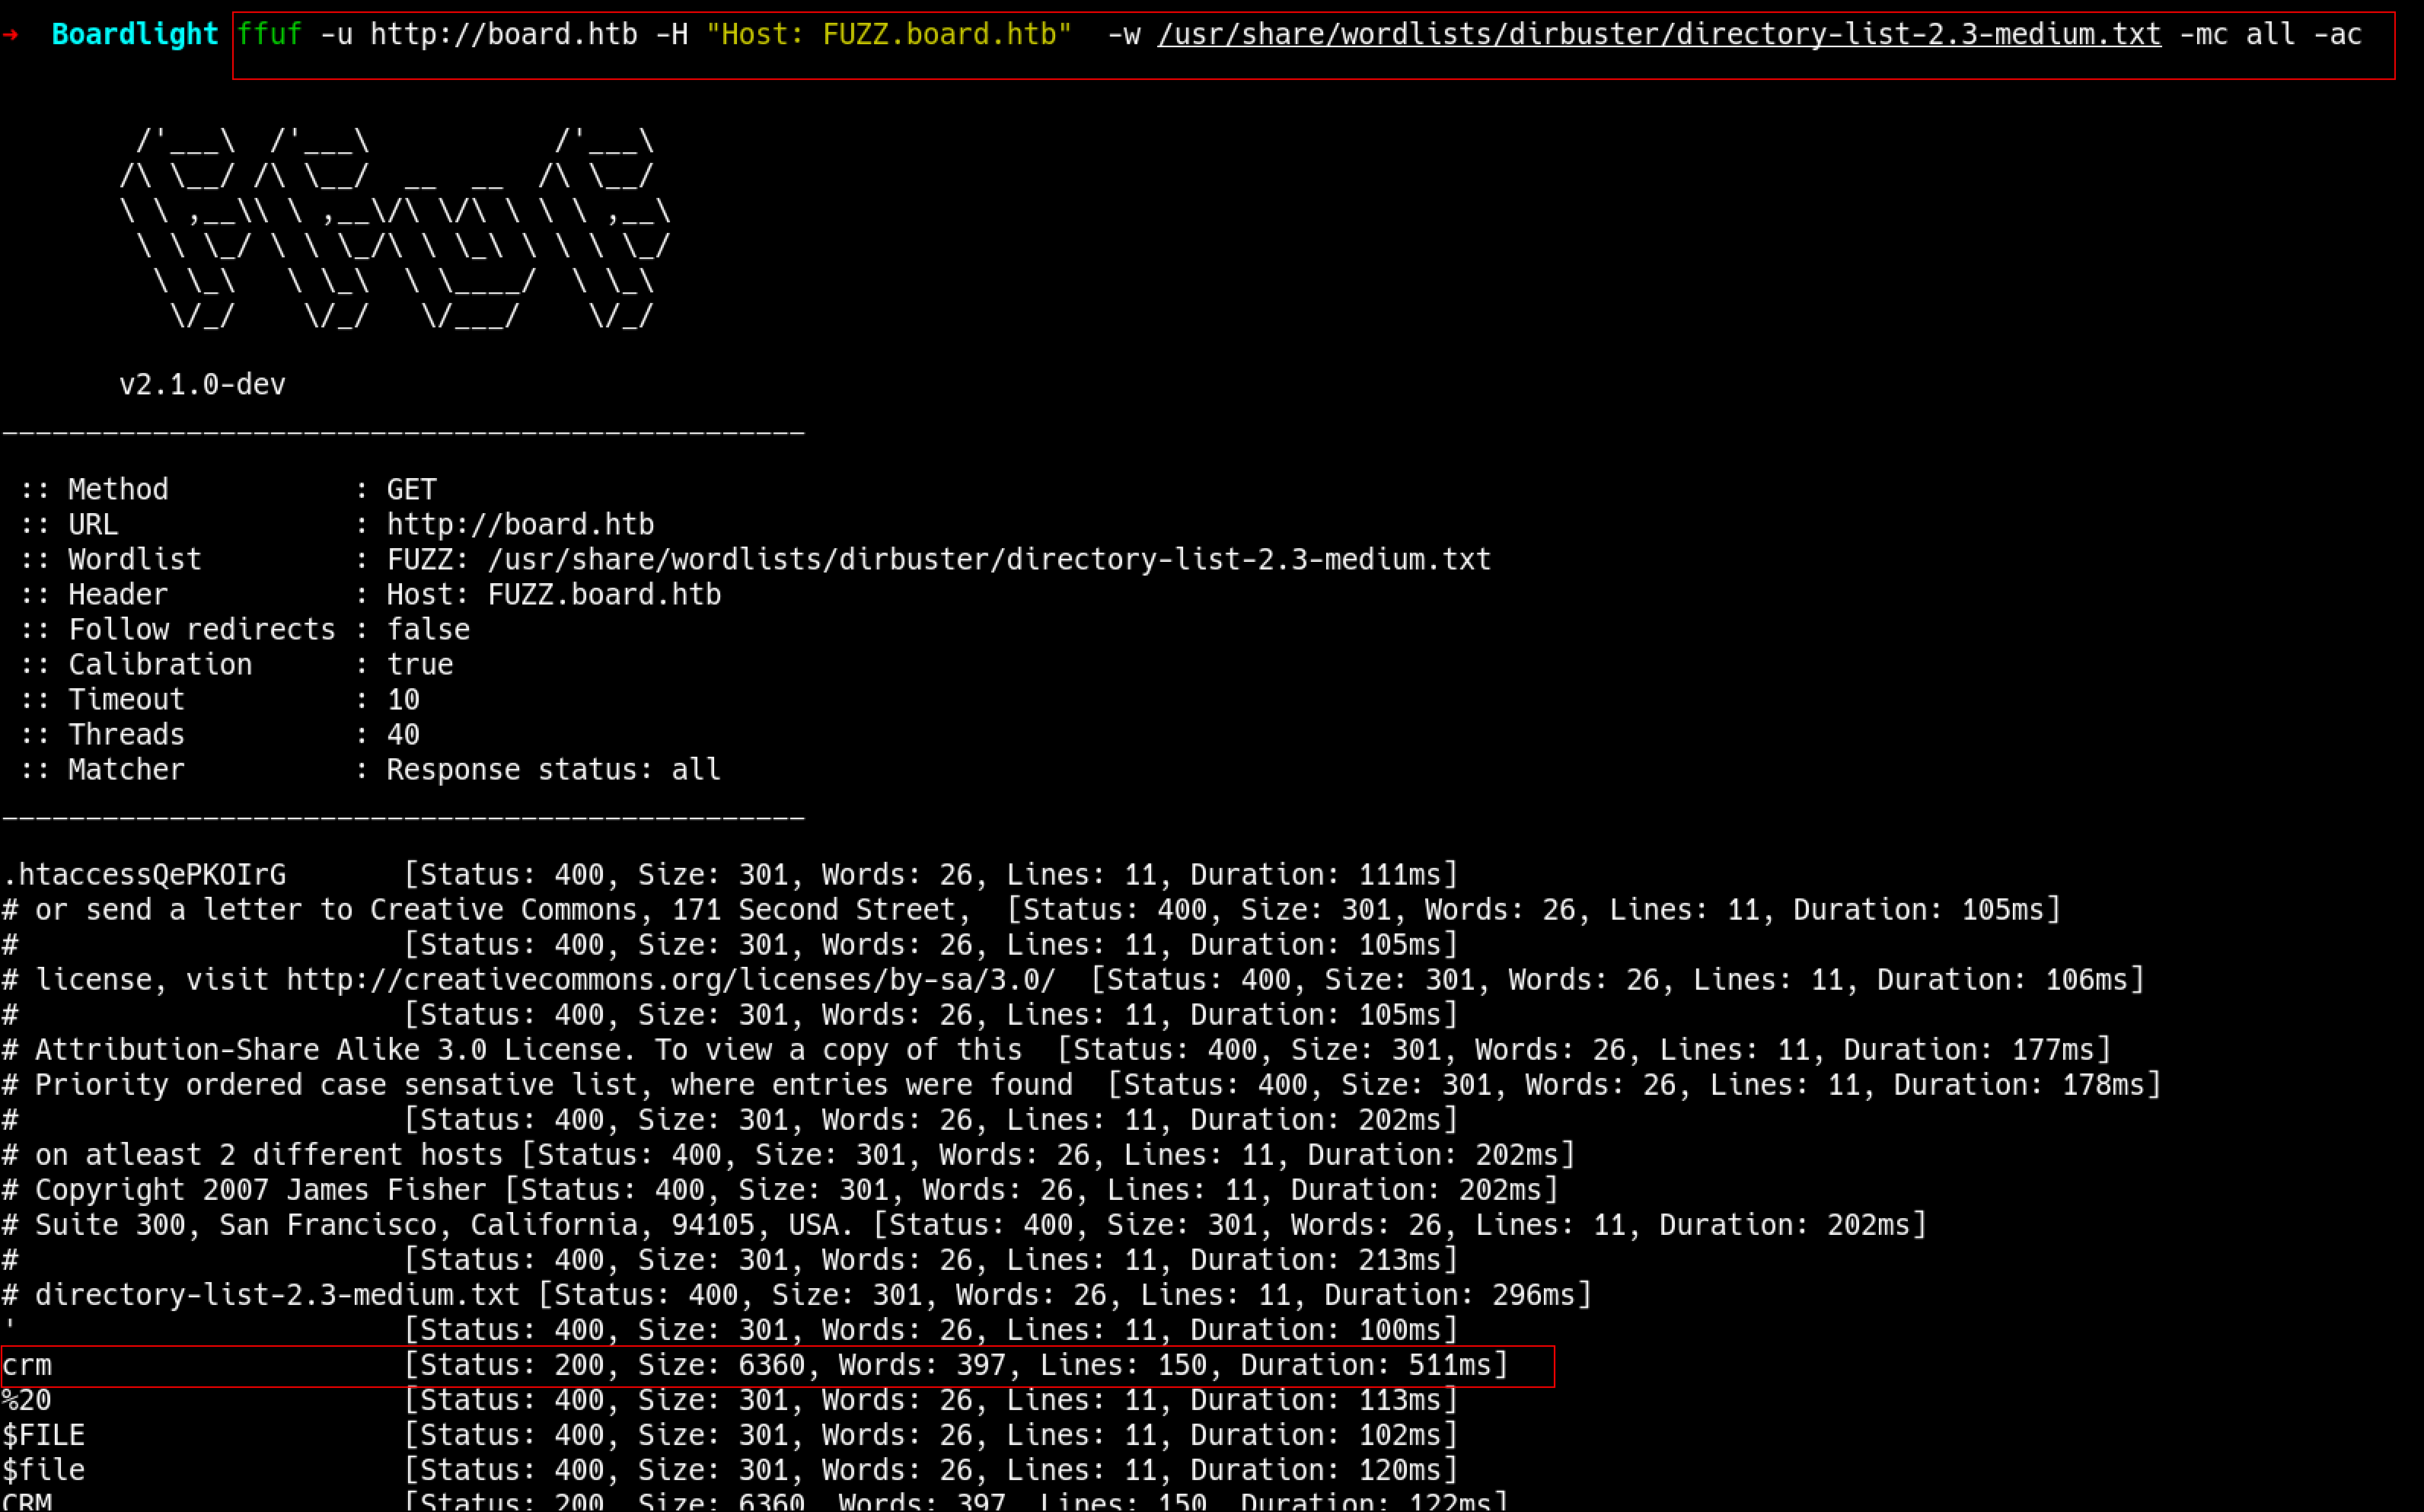 →  Boardlight ffuf -u http://board.htb -H "Host: FUZZ.board.htb"  -w /usr/share/wordlists/dirbuster/directory-list-2.3-medium.txt -mc all -ac
        /'___\  /'___\           /'___\
       /\ \__/ /\ \__/  __  __  /\ \__/
       \ \ ,__\\ \ ,__\/\ \/\ \ \ \ ,__\
        \ \ \_/ \ \ \_/\ \ \_\ \ \ \ \_/
         \ \_\   \ \_\  \ \____/  \ \_\
          \/_/    \/_/   \/___/    \/_/
       v2.1.0-dev
________________________________________________
 :: Method           : GET
 :: URL              : http://board.htb
 :: Wordlist         : FUZZ: /usr/share/wordlists/dirbuster/directory-list-2.3-medium.txt
 :: Header           : Host: FUZZ.board.htb
 :: Follow redirects : false
 :: Calibration      : true
 :: Timeout          : 10
 :: Threads          : 40
 :: Matcher          : Response status: all
________________________________________________
.htaccessQePKOIrG       [Status: 400, Size: 301, Words: 26, Lines: 11, Duration: 111ms]
# or send a letter to Creative Commons, 171 Second Street,  [Status: 400, Size: 301, Words: 26, Lines: 11, Duration: 105ms]
#                       [Status: 400, Size: 301, Words: 26, Lines: 11, Duration: 105ms]
# license, visit http://creativecommons.org/licenses/by-sa/3.0/  [Status: 400, Size: 301, Words: 26, Lines: 11, Duration: 106ms]
#                       [Status: 400, Size: 301, Words: 26, Lines: 11, Duration: 105ms]
# Attribution-Share Alike 3.0 License. To view a copy of this  [Status: 400, Size: 301, Words: 26, Lines: 11, Duration: 177ms]
# Priority ordered case sensative list, where entries were found  [Status: 400, Size: 301, Words: 26, Lines: 11, Duration: 178ms]
#                       [Status: 400, Size: 301, Words: 26, Lines: 11, Duration: 202ms]
# on atleast 2 different hosts [Status: 400, Size: 301, Words: 26, Lines: 11, Duration: 202ms]
# Copyright 2007 James Fisher [Status: 400, Size: 301, Words: 26, Lines: 11, Duration: 202ms]
# Suite 300, San Francisco, California, 94105, USA. [Status: 400, Size: 301, Words: 26, Lines: 11, Duration: 202ms]
#                       [Status: 400, Size: 301, Words: 26, Lines: 11, Duration: 213ms]
# directory-list-2.3-medium.txt [Status: 400, Size: 301, Words: 26, Lines: 11, Duration: 296ms]
'                       [Status: 400, Size: 301, Words: 26, Lines: 11, Duration: 100ms]
crm                     [Status: 200, Size: 6360, Words: 397, Lines: 150, Duration: 511ms]
%20                     [Status: 400, Size: 301, Words: 26, Lines: 11, Duration: 113ms]
$FILE                   [Status: 400, Size: 301, Words: 26, Lines: 11, Duration: 102ms]
$file                   [Status: 400, Size: 301, Words: 26, Lines: 11, Duration: 120ms]
CRM                     [Status: 200, Size: 6360, Words: 397, Lines: 150, Duration: 122ms]